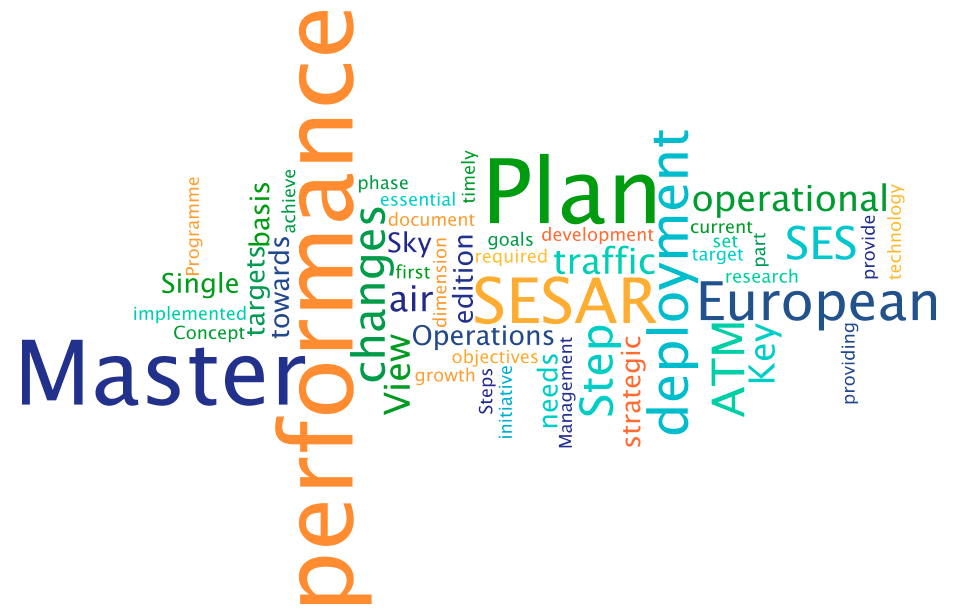 performance
Master
Plan
deployment
European
SESAR
operational
SES
changes
traffic
Step
ATM
Key
View
air
Sky
Operations
edition
Single
targets
basis
towards
achieve
Programme
implemented
Concept
phase
essential
document
timely
goals
development
required
dimension
first
objectives
growth
Steps
initiative
needs
Management
strategic
current
set
target
part
research
provide
technology
providing